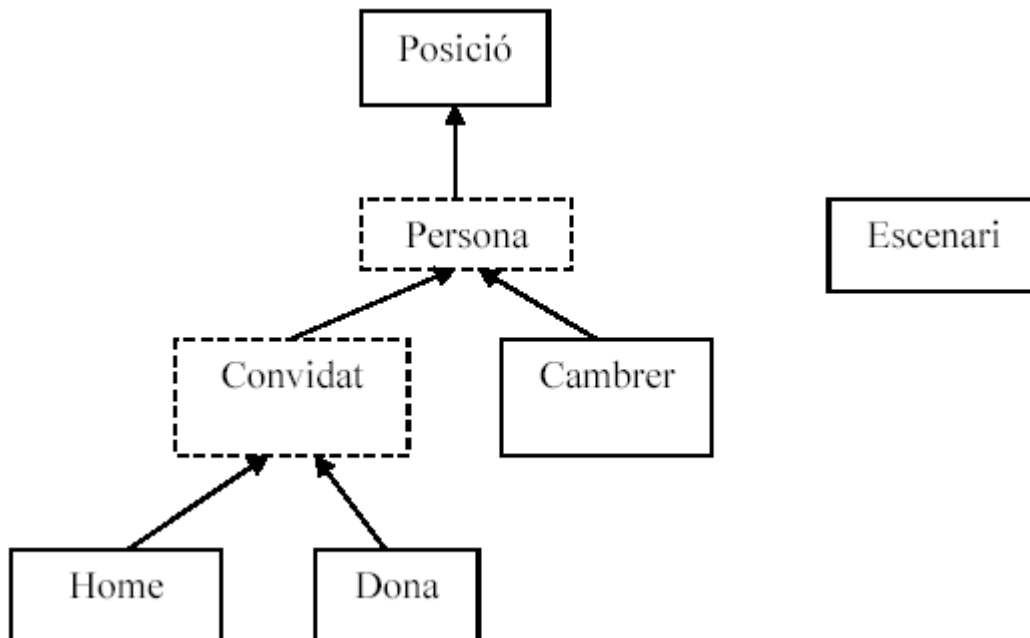 Posició
Persona
Escenari
Convidat
Cambrer
Home
Dona